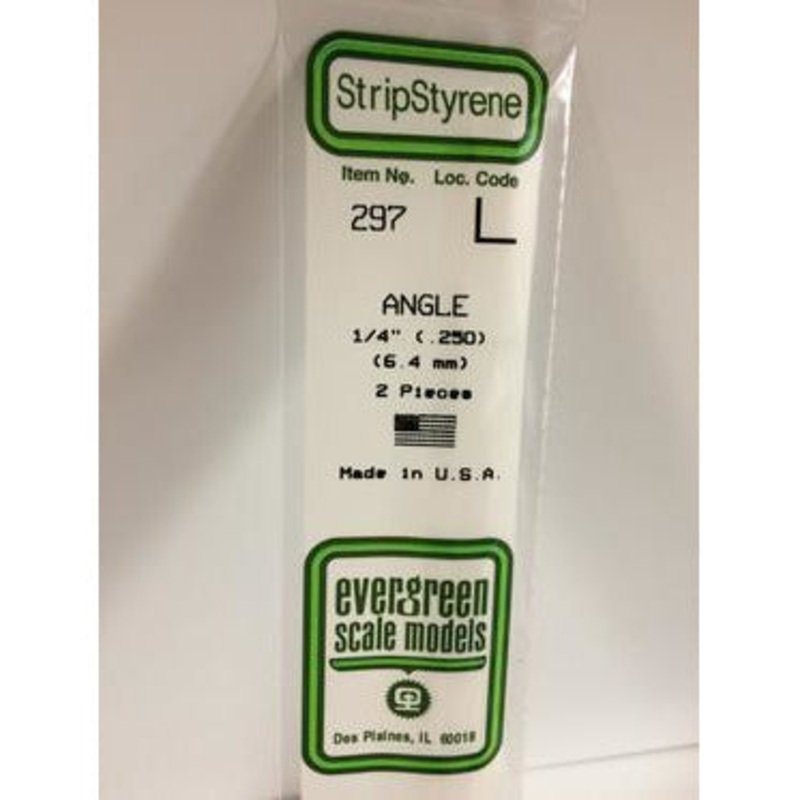 StripStyrene
Item No. Loc. Code
297 L
ANGLE
1/4" (.250)
(6.4 mm)
2 Pieces
Made in U.S.A.
evergreen
scale models
Des Plaines, IL 60018